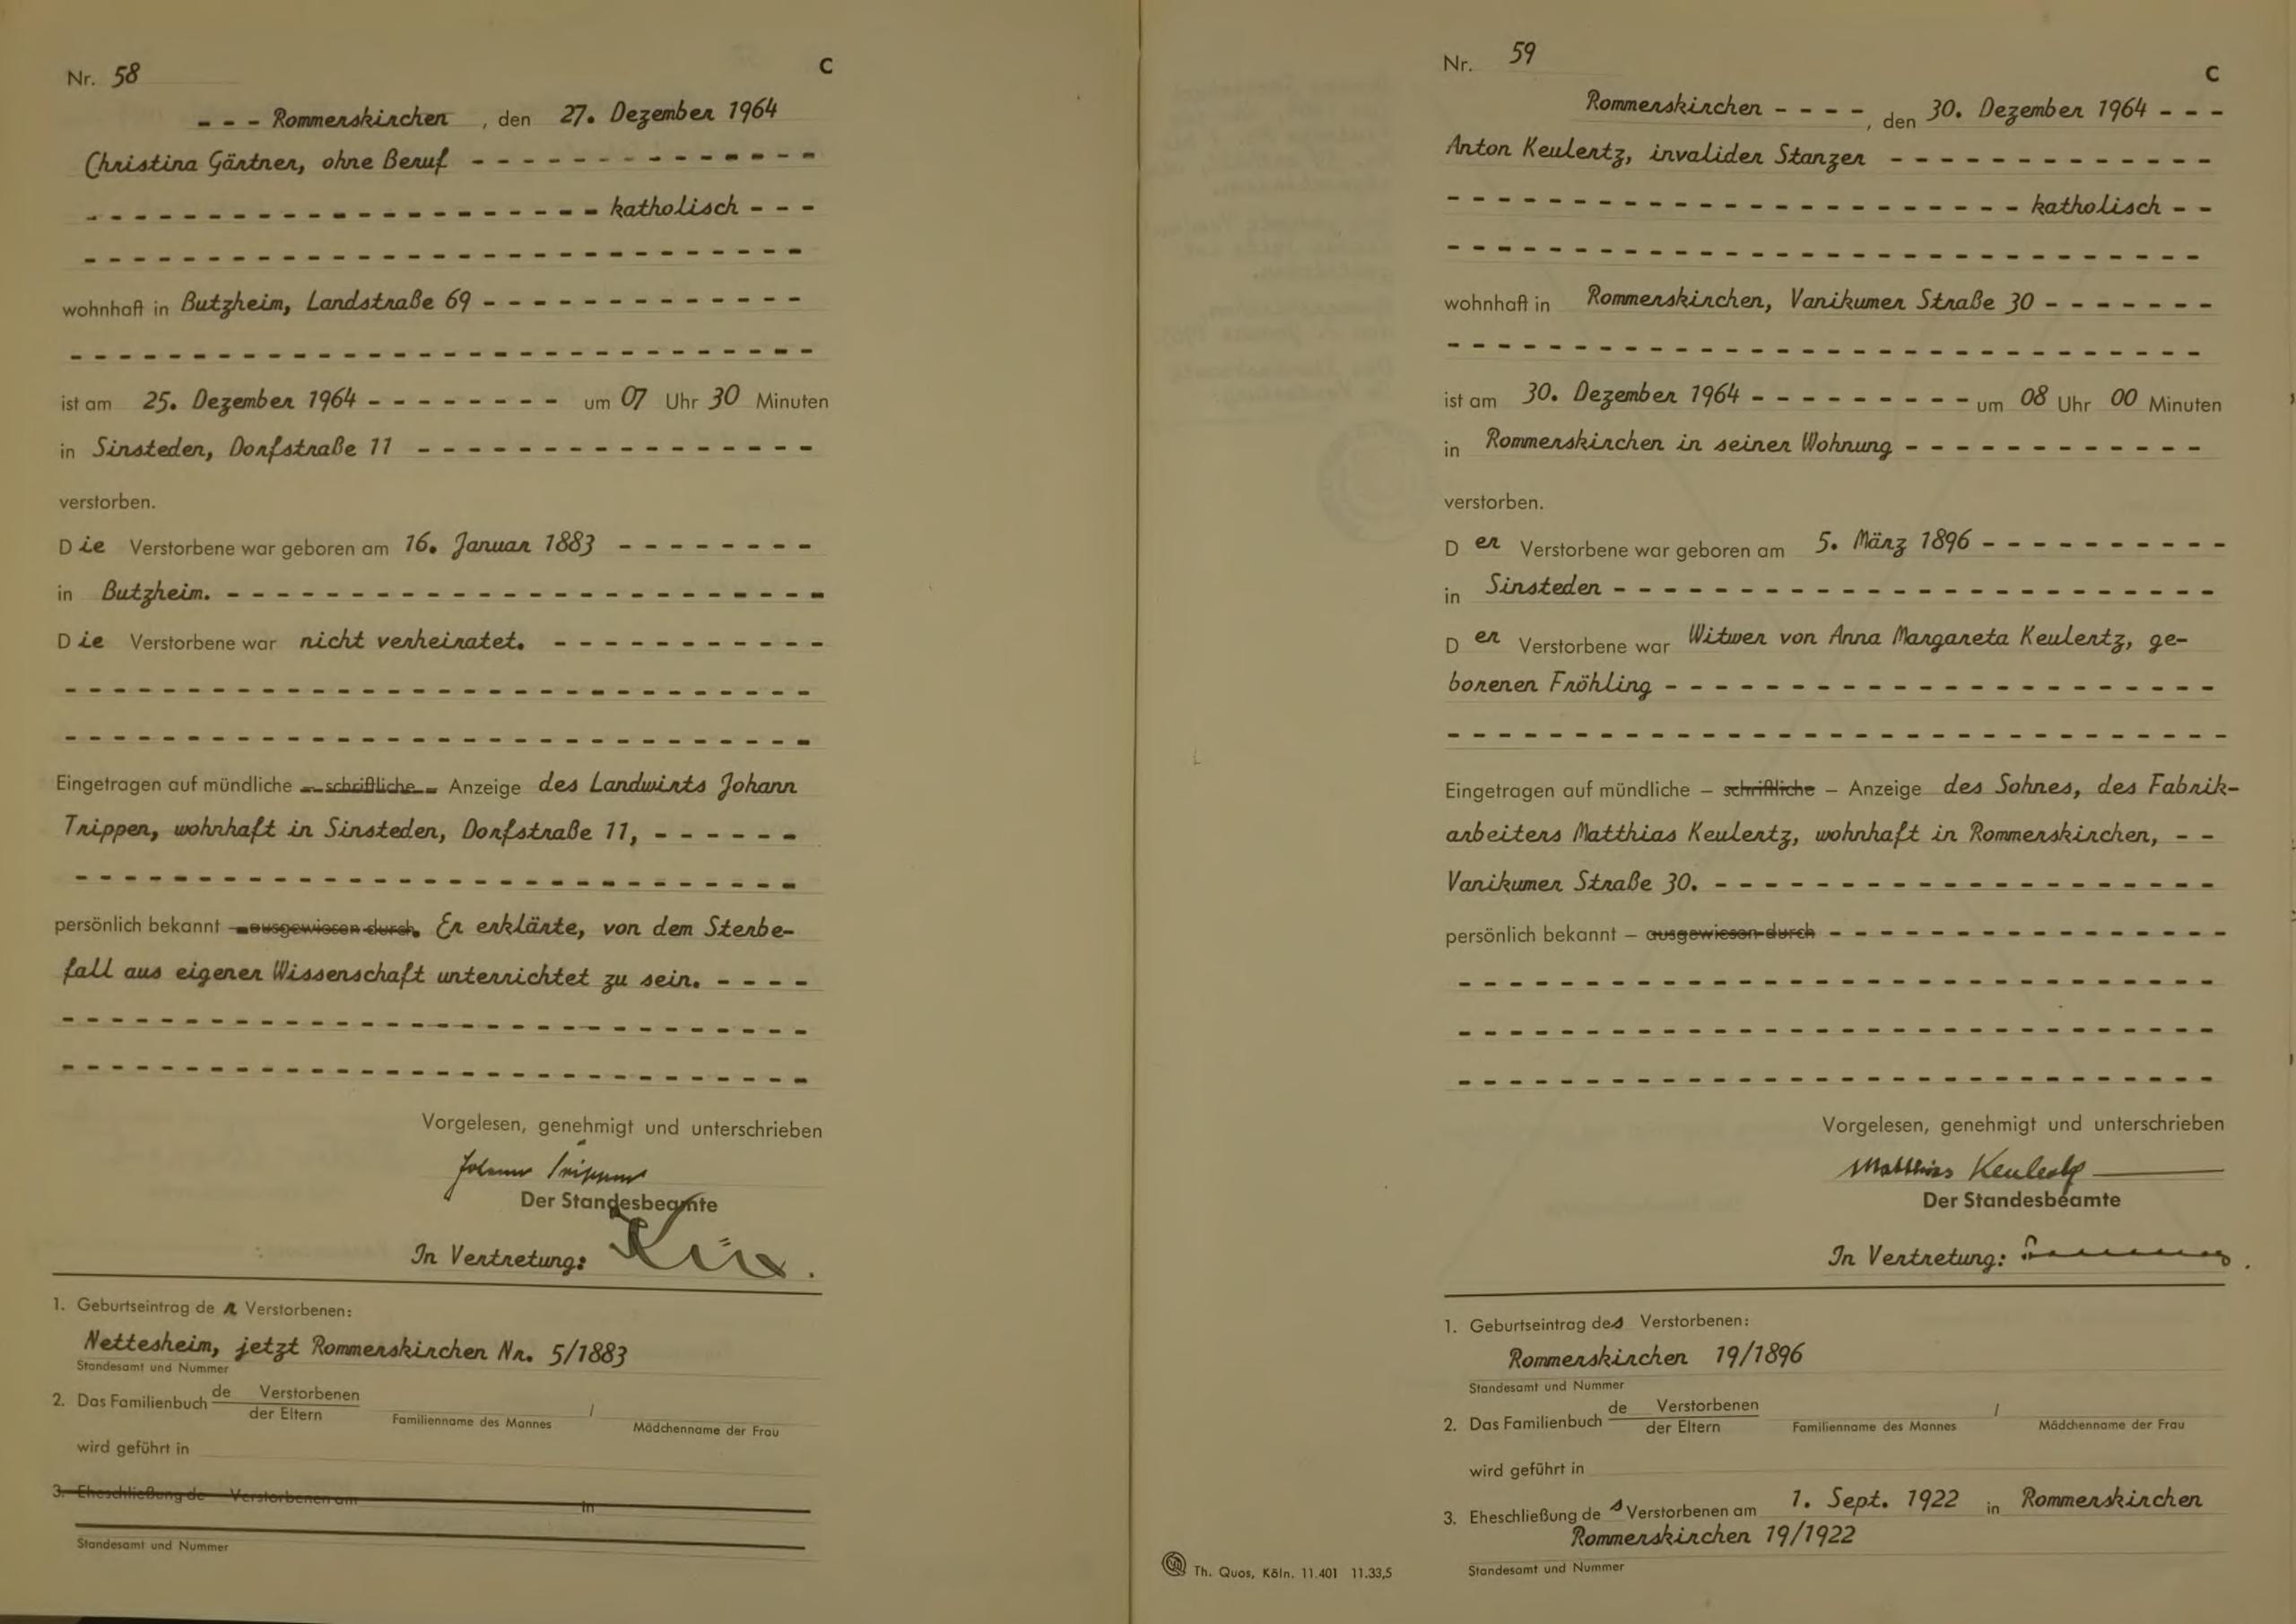 Nr. 58
C
- - - Rommerskirchen, den 27. Dezember 1964
Christina Gärtner, ohne Beruf - - - - - - - - - - - - - -
- - - - - - - - - - - - - - - - - - - - - katholisch - - -
- - - - - - - - - - - - - - - - - - - - - - - - - - - - -
wohnhaft in Butzheim, Landstraße 69 - - - - - - - - - - - - -
- - - - - - - - - - - - - - - - - - - - - - - - - - - - - -
ist am 25. Dezember 1964 - - - - - - - - um 07 Uhr 30 Minuten
in Sinsteden, Dorfstraße 11 - - - - - - - - - - - - - - - -
verstorben.
Die Verstorbene war geboren am 16. Januar 1883 - - - - - - - -
in Butzheim. - - - - - - - - - - - - - - - - - - - - - - - -
Die Verstorbene war nicht verheiratet. - - - - - - - - - - -
- - - - - - - - - - - - - - - - - - - - - - - - - - - - - -
- - - - - - - - - - - - - - - - - - - - - - - - - - - - - -
Eingetragen auf mündliche - schriftliche - Anzeige des Landwirts Johann
Trippen, wohnhaft in Sinsteden, Dorfstraße 11, - - - - - -
- - - - - - - - - - - - - - - - - - - - - - - - - - - - -
persönlich bekannt - ausgewiesen durch. Er erklärte, von dem Sterbe-
fall aus eigener Wissenschaft unterrichtet zu sein. - - - -
- - - - - - - - - - - - - - - - - - - - - - - - - - - - - -
- - - - - - - - - - - - - - - - - - - - - - - - - - - - - -
Vorgelesen, genehmigt und unterschrieben
Johann Trippen
Der Standesbeamte
In Vertretung:
1. Geburtseintrag der Verstorbenen:
Nettesheim, jetzt Rommerskirchen Nr. 5/1883
Standesamt und Nummer
2. Das Familienbuch de Verstorbenen
der Eltern
Familienname des Mannes / Mädchenname der Frau
wird geführt in
3. Eheschließung de Verstorbenen am in
Standesamt und Nummer
Nr. 59
C
Rommerskirchen - - - -, den 30. Dezember 1964 - - -
Anton Keulertz, invalider Stanzer - - - - - - - - - - - - -
- - - - - - - - - - - - - - - - - - - - - - - katholisch - -
- - - - - - - - - - - - - - - - - - - - - - - - - - - - - -
wohnhaft in Rommerskirchen, Vanikumer Straße 30 - - - - - - -
- - - - - - - - - - - - - - - - - - - - - - - - - - - - - -
ist am 30. Dezember 1964 - - - - - - - - - um 08 Uhr 00 Minuten
in Rommerskirchen in seiner Wohnung - - - - - - - - - - - -
verstorben.
Der Verstorbene war geboren am 5. März 1896 - - - - - - - - - -
in Sinsteden - - - - - - - - - - - - - - - - - - - - - - - -
Der Verstorbene war Witwer von Anna Margareta Keulertz, ge-
borenen Fröhling - - - - - - - - - - - - - - - - - - - - - -
- - - - - - - - - - - - - - - - - - - - - - - - - - - - - - -
Eingetragen auf mündliche – schriftliche – Anzeige des Sohnes, des Fabrik-
arbeiters Matthias Keulertz, wohnhaft in Rommerskirchen, - -
Vanikumer Straße 30. - - - - - - - - - - - - - - - - - - - -
persönlich bekannt – ausgewiesen durch - - - - - - - - - - - - - - - -
- - - - - - - - - - - - - - - - - - - - - - - - - - - - - -
- - - - - - - - - - - - - - - - - - - - - - - - - - - - - -
- - - - - - - - - - - - - - - - - - - - - - - - - - - - - -
Vorgelesen, genehmigt und unterschrieben
Matthias Keulertz
Der Standesbeamte
In Vertretung:
1. Geburtseintrag des Verstorbenen:
Rommerskirchen 19/1896
Standesamt und Nummer
2. Das Familienbuch de Verstorbenen
der Eltern
Familienname des Mannes / Mädchenname der Frau
wird geführt in
3. Eheschließung des Verstorbenen am 1. Sept. 1922 in Rommerskirchen
Rommerskirchen 19/1922
Standesamt und Nummer
Th. Quos, Köln. 11.401 11.33,5